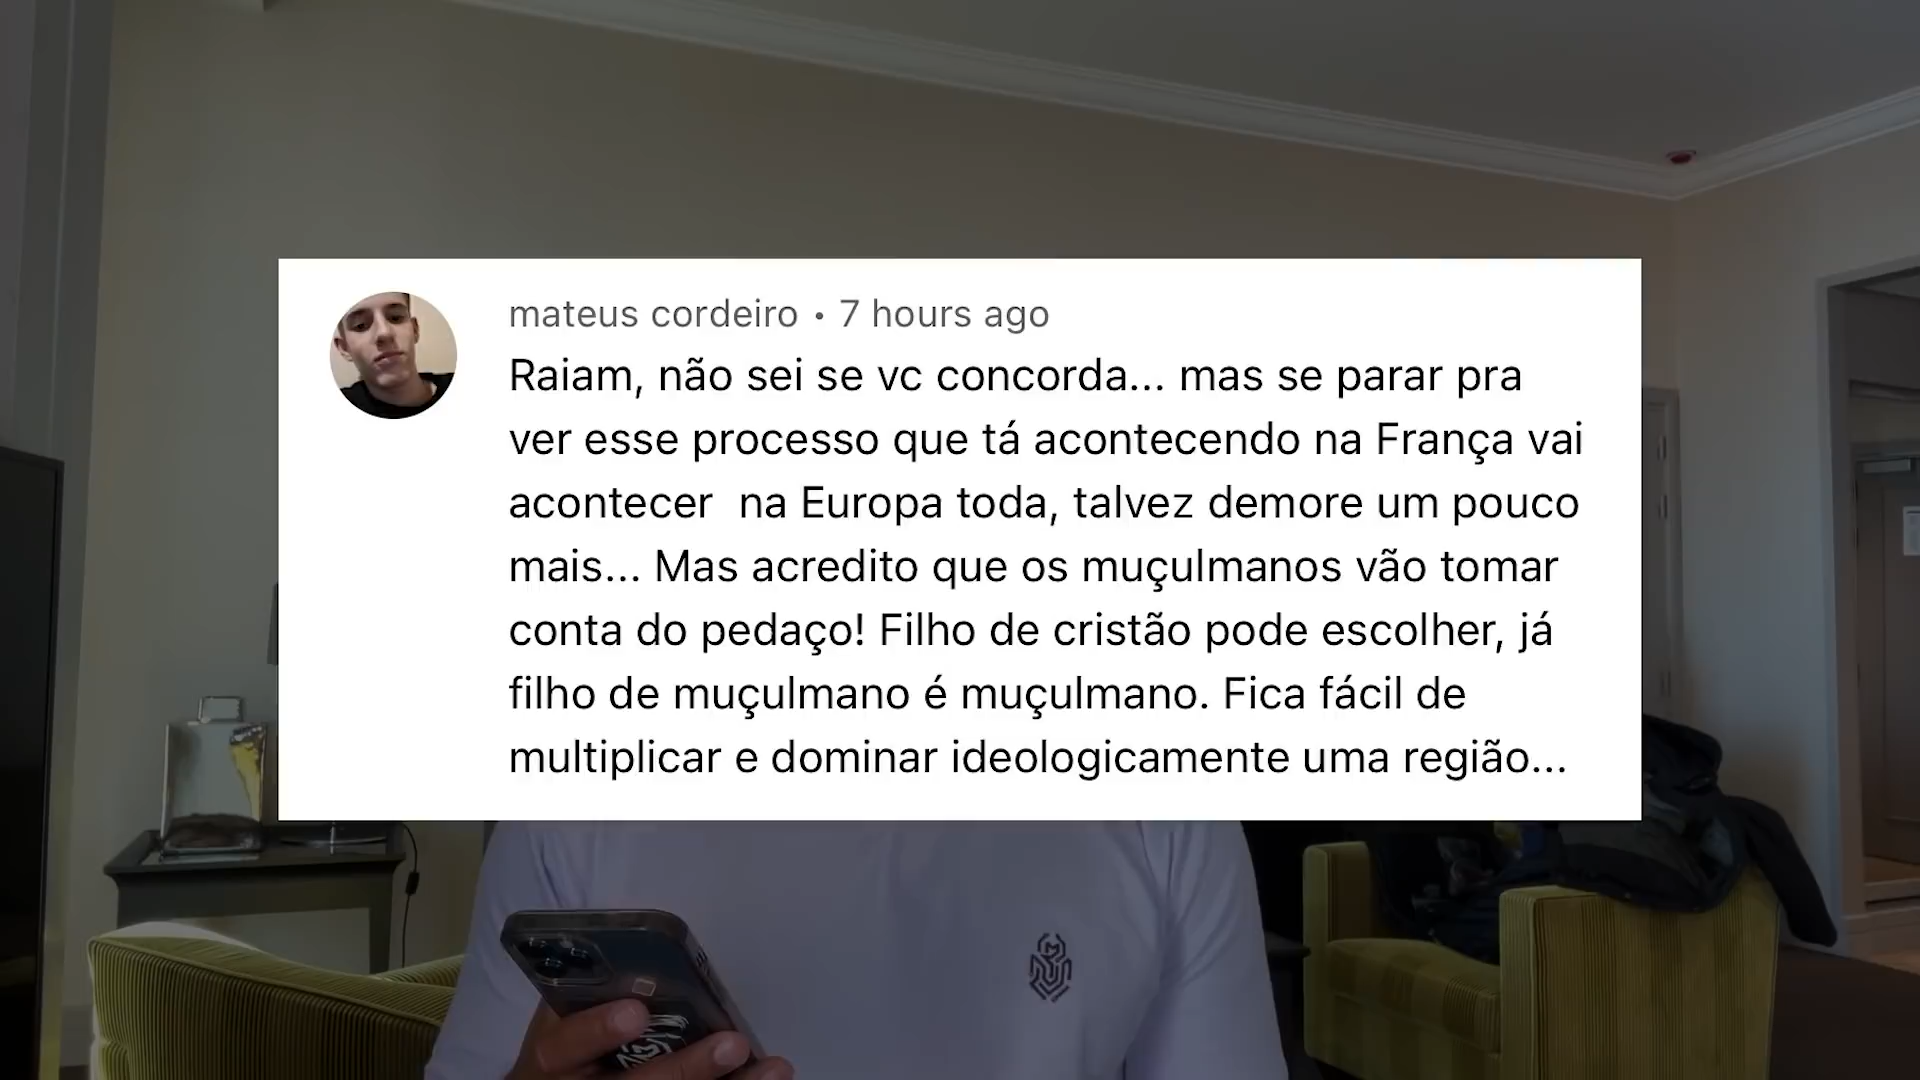 mateus cordeiro • 7 hours ago
Raiam, não sei se vc concorda... mas se parar pra
ver esse processo que tá acontecendo na França vai
acontecer  na Europa toda, talvez demore um pouco
mais... Mas acredito que os muçulmanos vão tomar
conta do pedaço! Filho de cristão pode escolher, já
filho de muçulmano é muçulmano. Fica fácil de
multiplicar e dominar ideologicamente uma região...